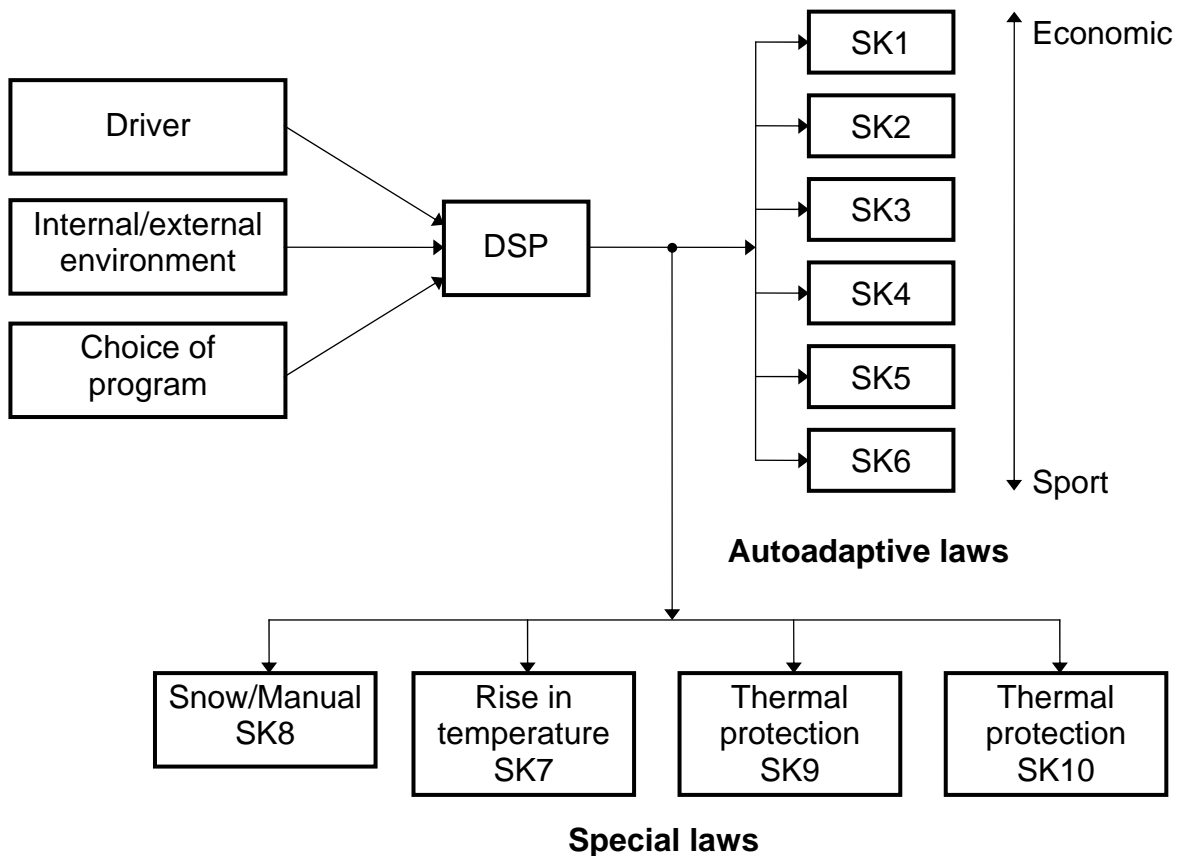 Driver
Internal/external
environment
Choice of
program
DSP
SK1
SK2
SK3
SK4
SK5
SK6
Economic
Sport
Autoadaptive laws
Snow/Manual
SK8
Rise in
temperature
SK7
Thermal
protection
SK9
Thermal
protection
SK10
Special laws